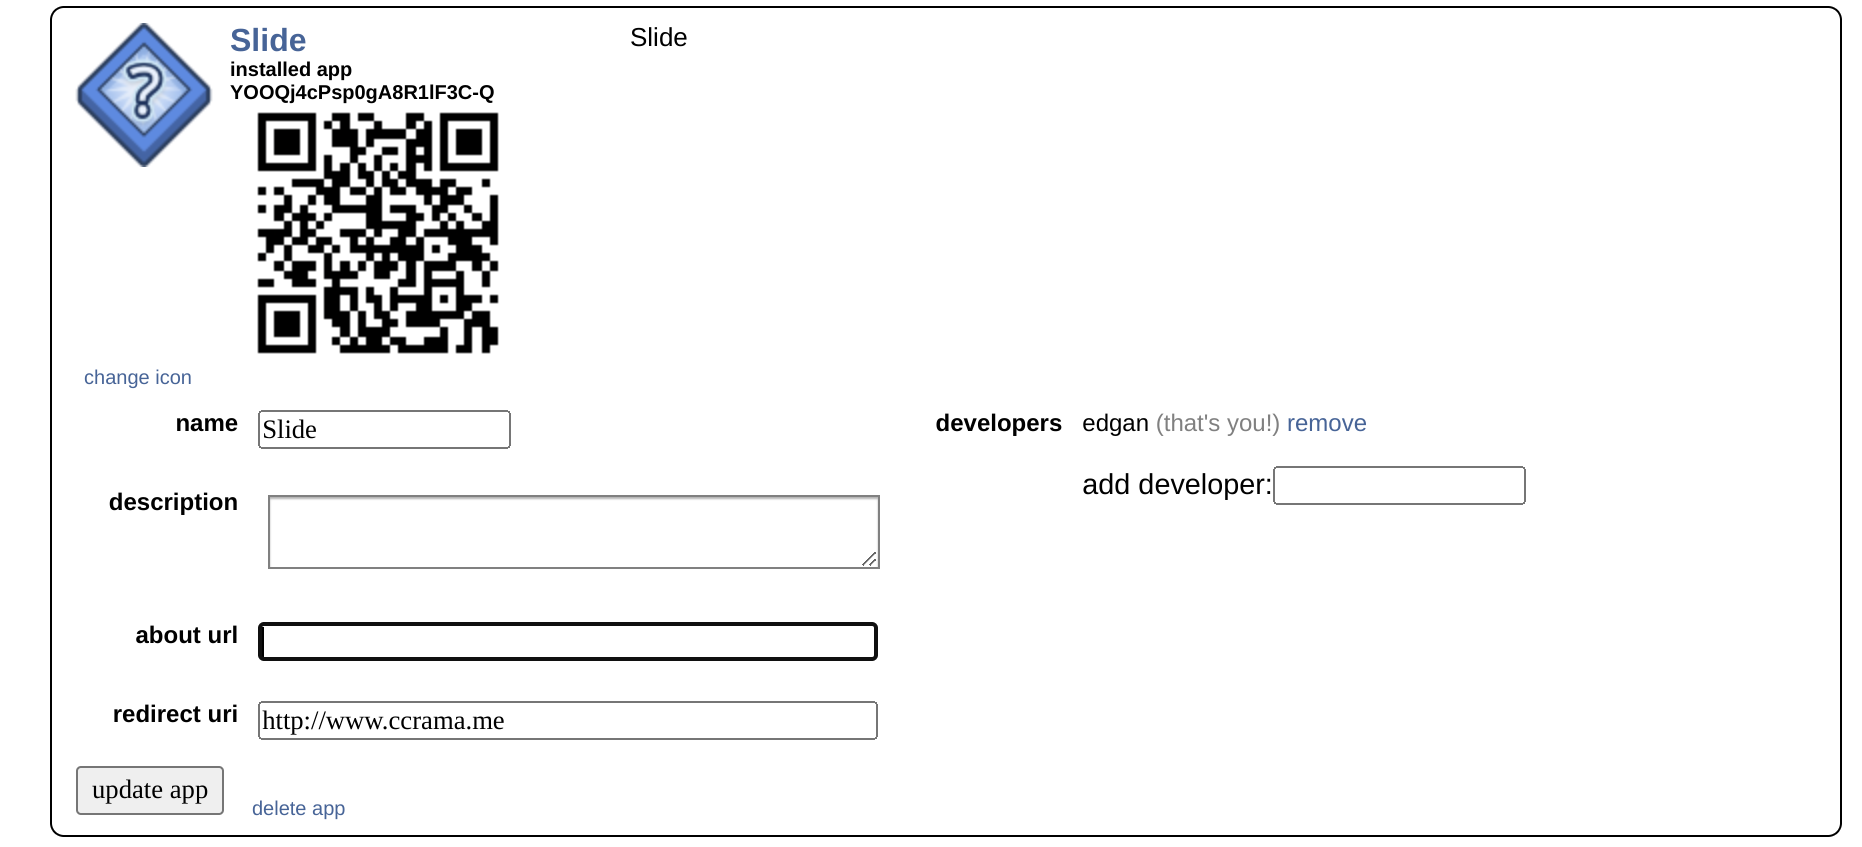 Slide
Slide
installed app
YOOQj4cPsp0gA8R1lF3C-Q
change icon
name Slide
developers edgan (that's you!) remove
add developer:
description
about url
redirect uri http://www.ccrama.me
update app
delete app